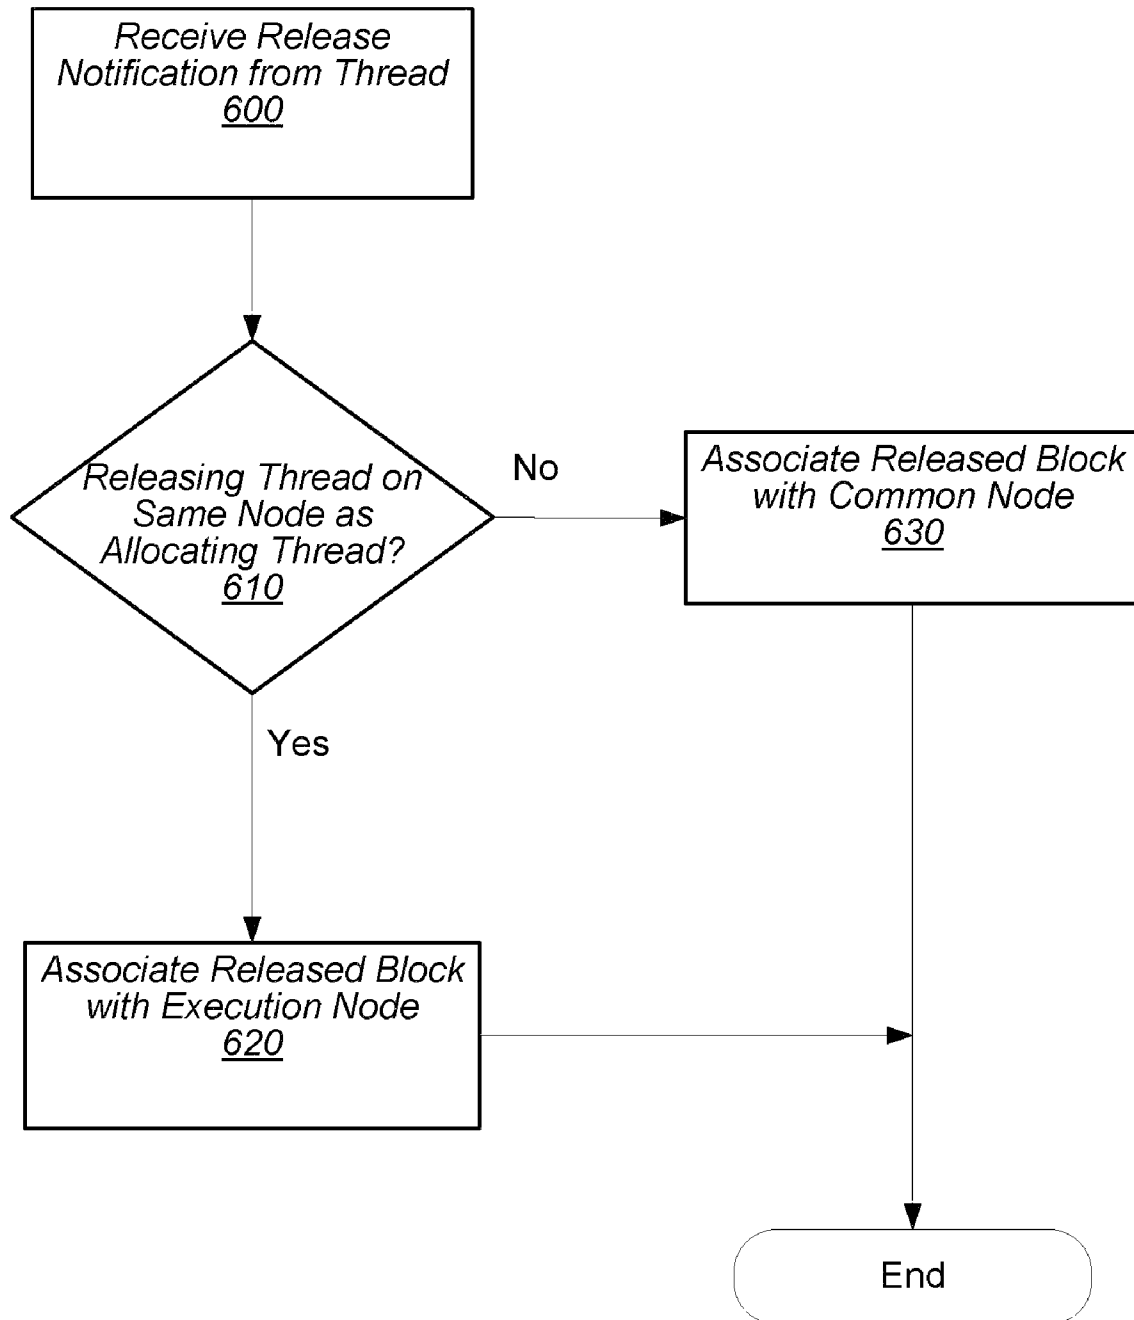 Receive Release
Notification from Thread
600
Releasing Thread on
Same Node as
Allocating Thread?
610
No
Associate Released Block
with Common Node
630
Yes
Associate Released Block
with Execution Node
620
End